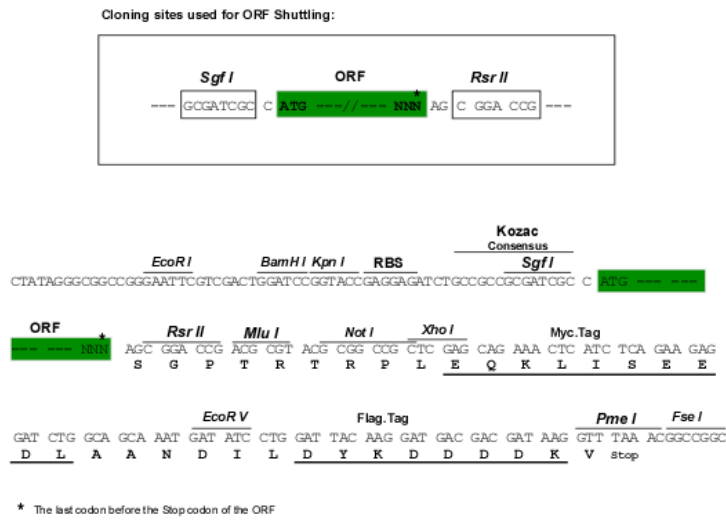 Cloning sites used for ORF Shuttling:
Sgf I ORF Rsr II
*
--- GCGATCGC C ATG ---//--- NNN AG C GGA CCG ---
Kozac
Consensus
EcoR I BamH I Kpn I RBS Sgf I
CTATAGGGCGGCCGGGAATTCGTCGACTGGATCCGGTACCGAGGAGATCTGCCGCCGCGATCGC C ATG --- ---
ORF
* Rsr II Mlu I Not I Xho I Myc.Tag
--- --- NNN AGC GGA CCG ACG CGT ACG CGG CCG CTC GAG CAG AAA CTC ATC TCA GAA GAG
S G P T R T R P L E Q K L I S E E
EcoR V Flag.Tag Pme I Fse I
GAT CTG GCA GCA AAT GAT ATC CTG GAT TAC AAG GAT GAC GAC GAT AAG GTT TAA ACGGCCGGC
D L A A N D I L D Y K D D D D K V Stop
* The last codon before the Stop codon of the ORF